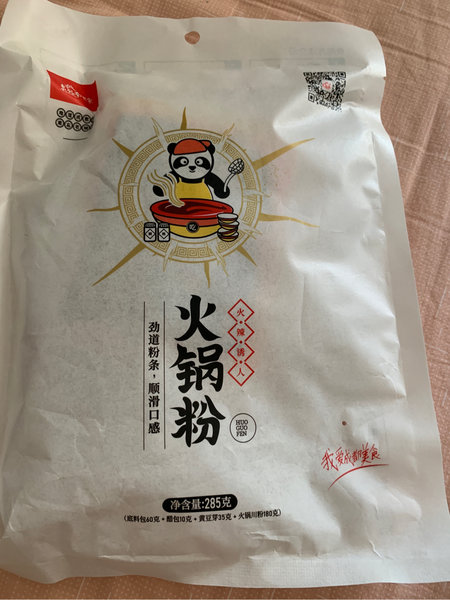 吃
火锅粉
火·辣·诱·人
劲道粉条，顺滑口感
HUO
GUO
FEN
我爱成都美食
净含量:285克
(底料包60克+醋包10克+黄豆芽35克+火锅川粉180克)